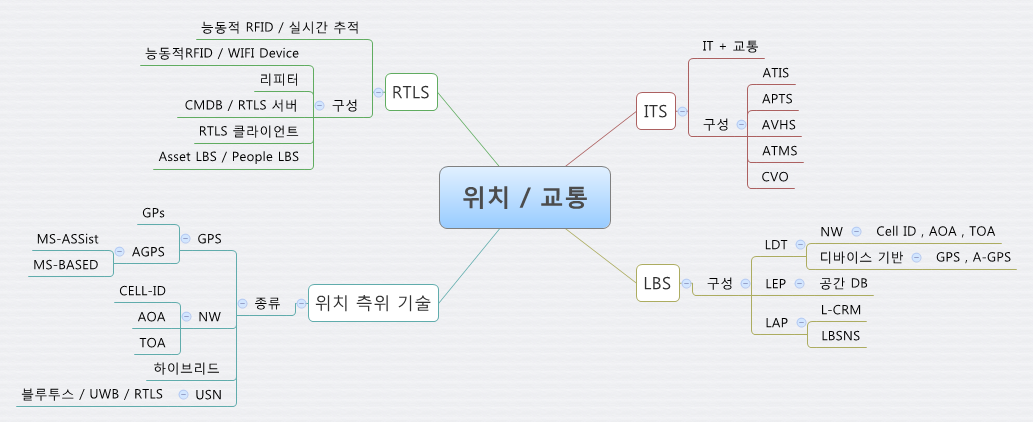 위치 / 교통
RTLS
능동적 RFID / 실시간 추적
구성
능동적RFID / WIFI Device
리피터
CMDB / RTLS 서버
RTLS 클라이언트
Asset LBS / People LBS
ITS
IT + 교통
구성
ATIS
APTS
AVHS
ATMS
CVO
LBS
구성
LDT
NW
Cell ID , AOA , TOA
디바이스 기반
GPS , A-GPS
LEP
공간 DB
LAP
L-CRM
LBSNS
위치 측위 기술
종류
GPS
GPs
AGPS
MS-ASSist
MS-BASED
NW
CELL-ID
AOA
TOA
하이브리드
USN
블루투스 / UWB / RTLS